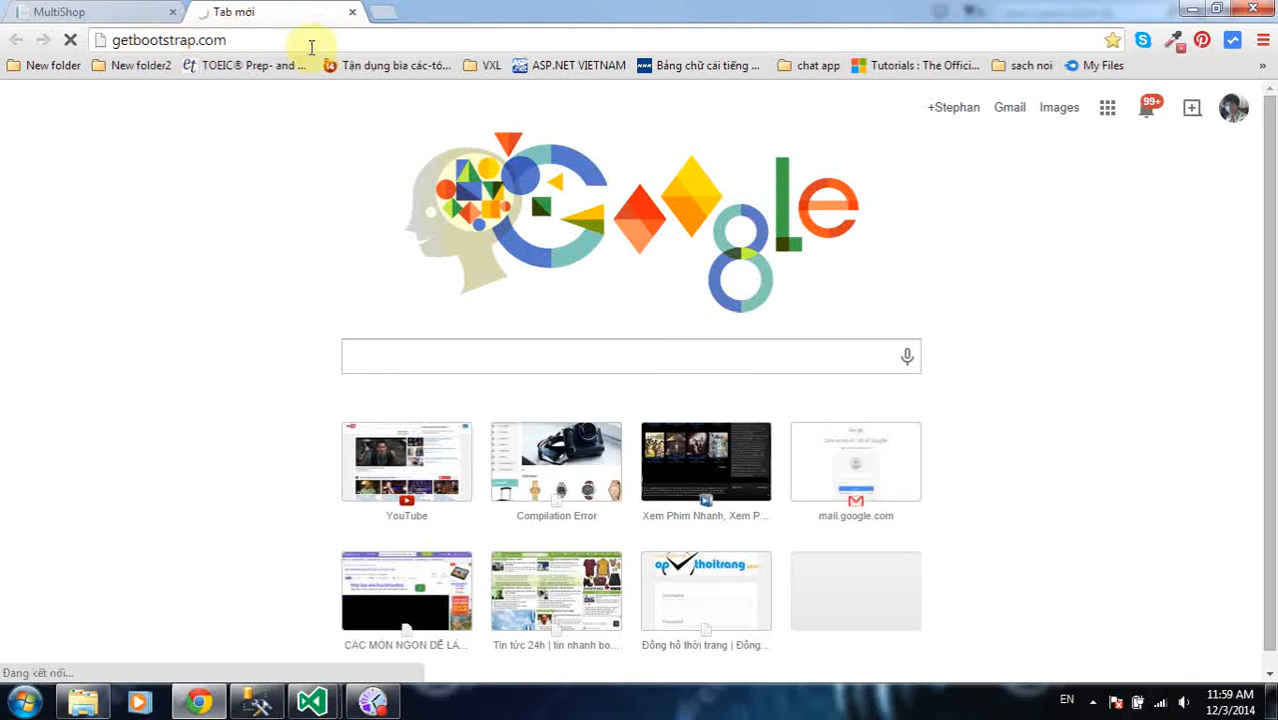 MultiShop
Tab mới
getbootstrap.com
New folder
New folder2
et TOEIC® Prep- and ...
Tận dụng bìa các-tô...
VXL
ASP.NET VIETNAM
Bảng chữ cái tiếng ...
chat app
Tutorials : The Offici...
sach noi
My Files
»
+Stephan
Gmail
Images
99+
Google
YouTube
Compilation Error
Xem Phim Nhanh, Xem P...
mail.google.com
CÁC MÓN NGON DỄ LÀ...
Tin tức 24h | tin nhanh bo...
Đồng hồ thời trang | Đồng...
Đang kết nối...
EN
11:59 AM
12/3/2014